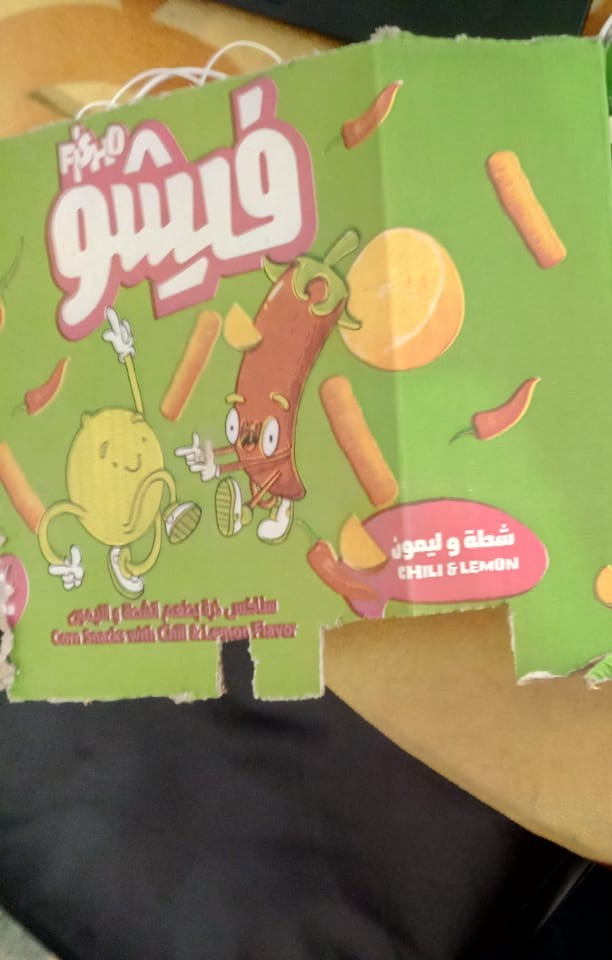 FISHO
فيشو
شطة و ليمون
CHILI & LEMON
سناكس ذرة بطعم الشطة و الليمون
Corn Snacks with Chili & Lemon Flavor